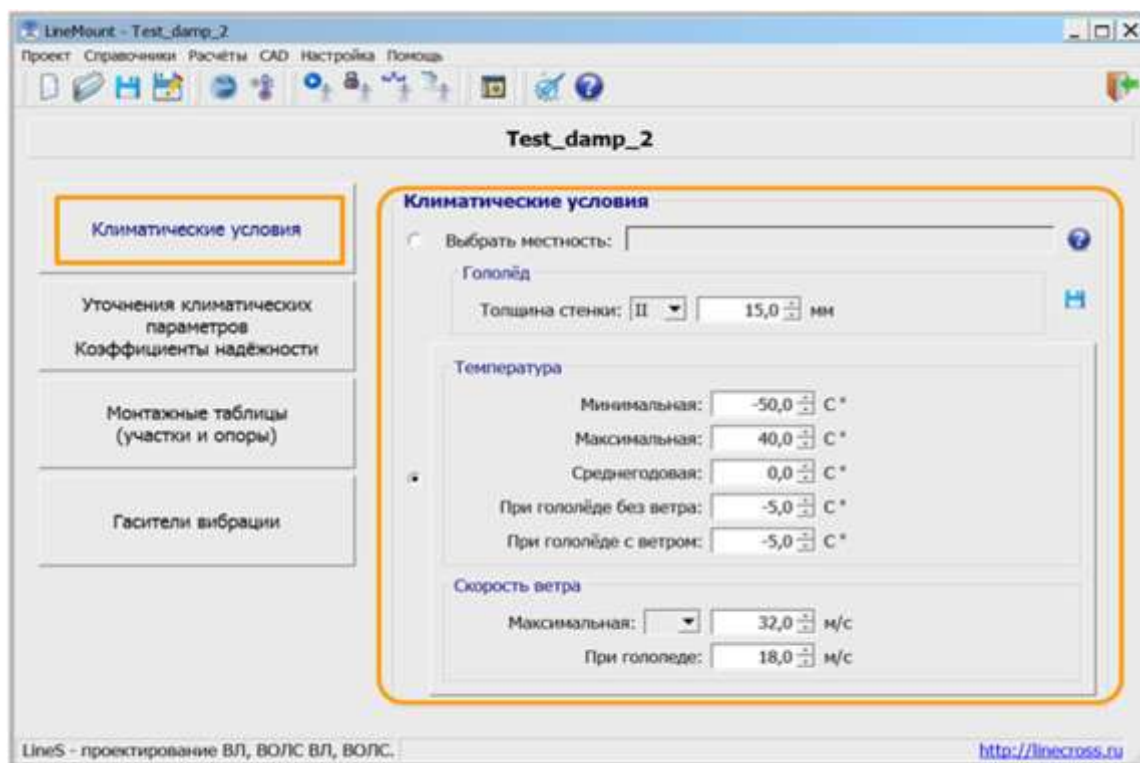 LineMount - Test_damp_2
Проект Справочники Расчёты CAD Настройка Помощь
Test_damp_2
Климатические условия
Уточнения климатических
параметров
Коэффициенты надёжности
Монтажные таблицы
(участки и опоры)
Гасители вибрации
Климатические условия
Выбрать местность:
Гололёд
Толщина стенки: II 15,0 мм
Температура
Минимальная: -50,0 C°
Максимальная: 40,0 C°
Среднегодовая: 0,0 C°
При гололёде без ветра: -5,0 C°
При гололёде с ветром: -5,0 C°
Скорость ветра
Максимальная: 32,0 м/с
При гололеде: 18,0 м/с
LineS - проектирование ВЛ, ВОЛС ВЛ, ВОЛС.
http://linecross.ru